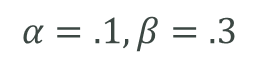 α = .1, β = .3